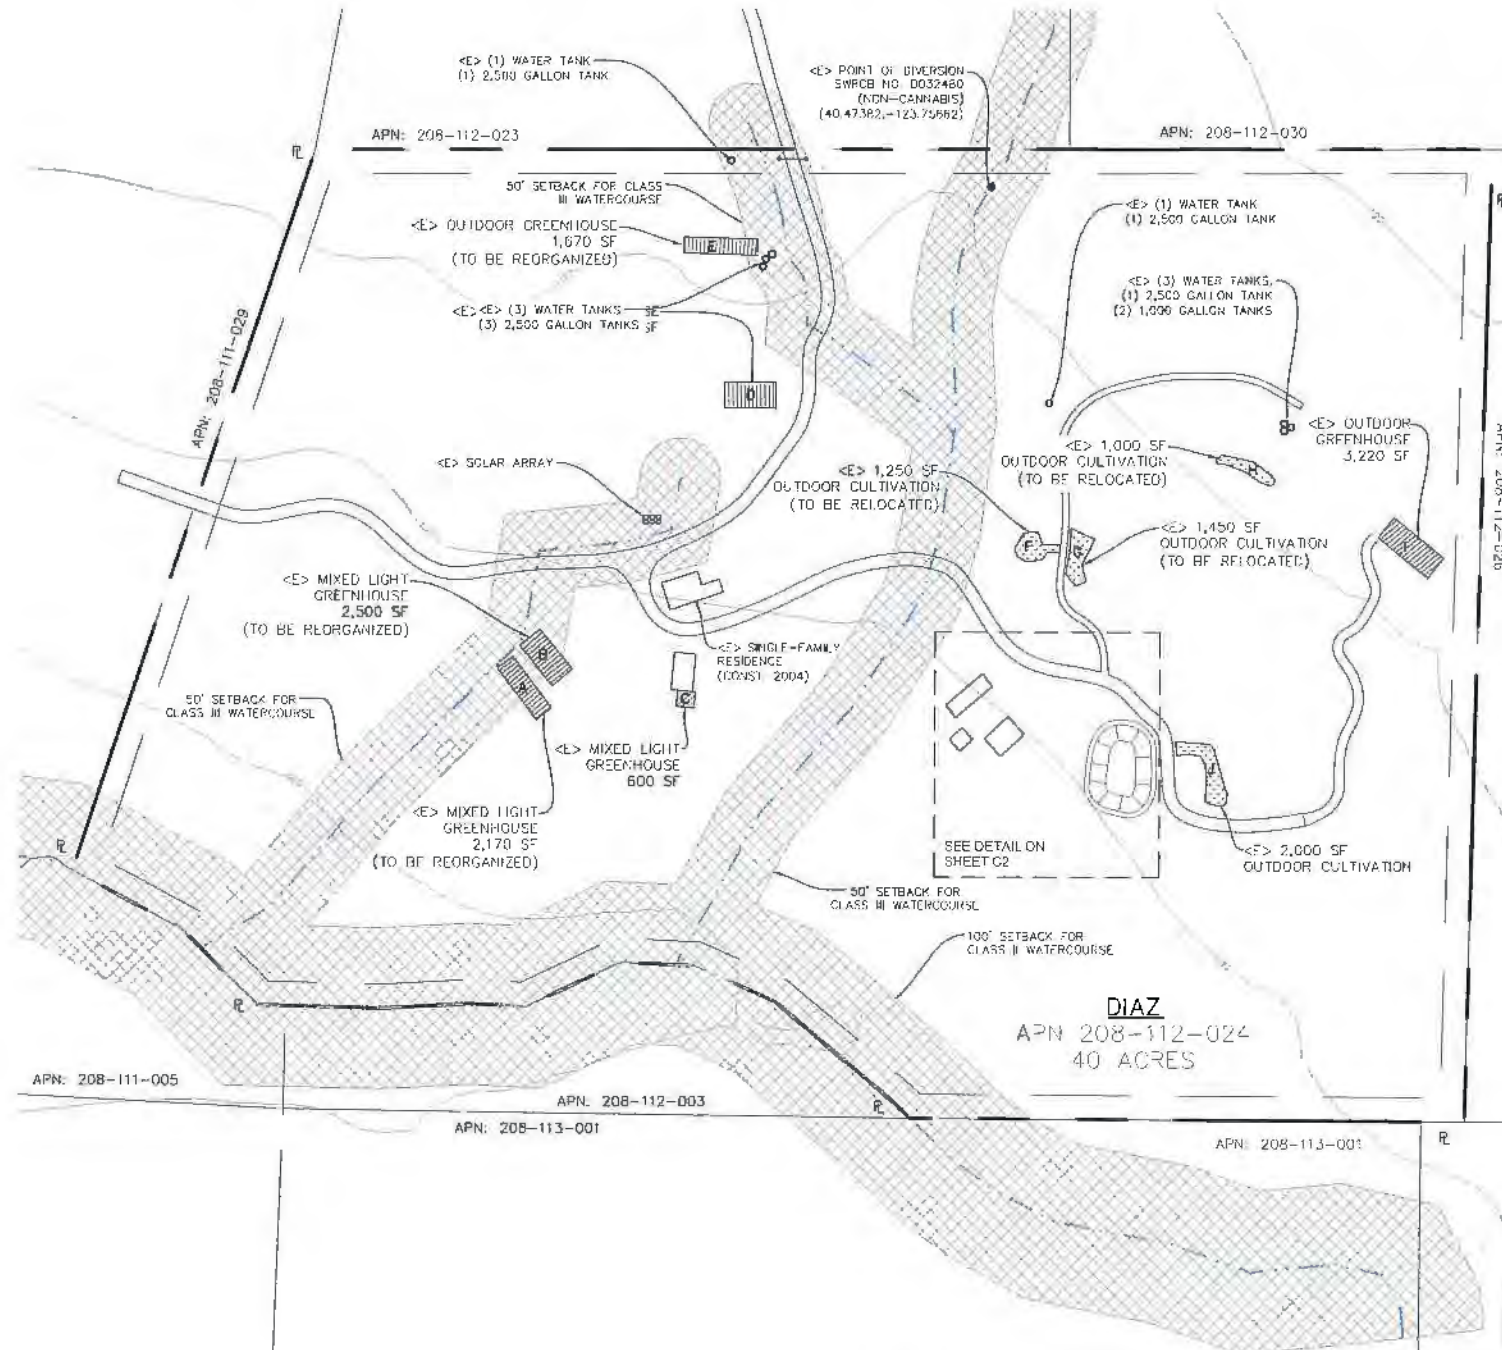 <E> (1) WATER TANK
(1) 2,500 GALLON TANK
<E> POINT OF DIVERSION
SWRCB NO. D032480
(NON-CANNABIS)
(40.47382,-123.75662)
APN: 208-112-023
APN: 208-112-030
50' SETBACK FOR CLASS
III WATERCOURSE
<E> OUTDOOR GREENHOUSE
1,670 SF
(TO BE REORGANIZED)
E
<E> <E> (3) WATER TANKS SF
(3) 2,500 GALLON TANKS SF
D
<E> (1) WATER TANK
(1) 2,500 GALLON TANK
<E> (3) WATER TANKS,
(1) 2,500 GALLON TANK
(2) 1,000 GALLON TANKS
APN: 208-111-029
<E> SOLAR ARRAY
<E> 1,250 SF
OUTDOOR CULTIVATION
(TO BE RELOCATED)
<E> 1,000 SF
OUTDOOR CULTIVATION
(TO BE RELOCATED)
H
<E> OUTDOOR
GREENHOUSE
3,220 SF
I
F
G
<E> 1,450 SF
OUTDOOR CULTIVATION
(TO BE RELOCATED)
<E> MIXED LIGHT
GREENHOUSE
2,500 SF
(TO BE REORGANIZED)
B
A
<E> SINGLE-FAMILY
RESIDENCE
(CONST. 2004)
C
50' SETBACK FOR
CLASS III WATERCOURSE
<E> MIXED LIGHT
GREENHOUSE
600 SF
<E> MIXED LIGHT
GREENHOUSE
2,170 SF
(TO BE REORGANIZED)
J
SEE DETAIL ON
SHEET C2
<E> 2,000 SF
OUTDOOR CULTIVATION
50' SETBACK FOR
CLASS III WATERCOURSE
100' SETBACK FOR
CLASS II WATERCOURSE
DIAZ
APN 208-112-024
40 ACRES
APN: 208-111-005
APN: 208-112-003
APN: 208-113-001
APN: 208-113-001